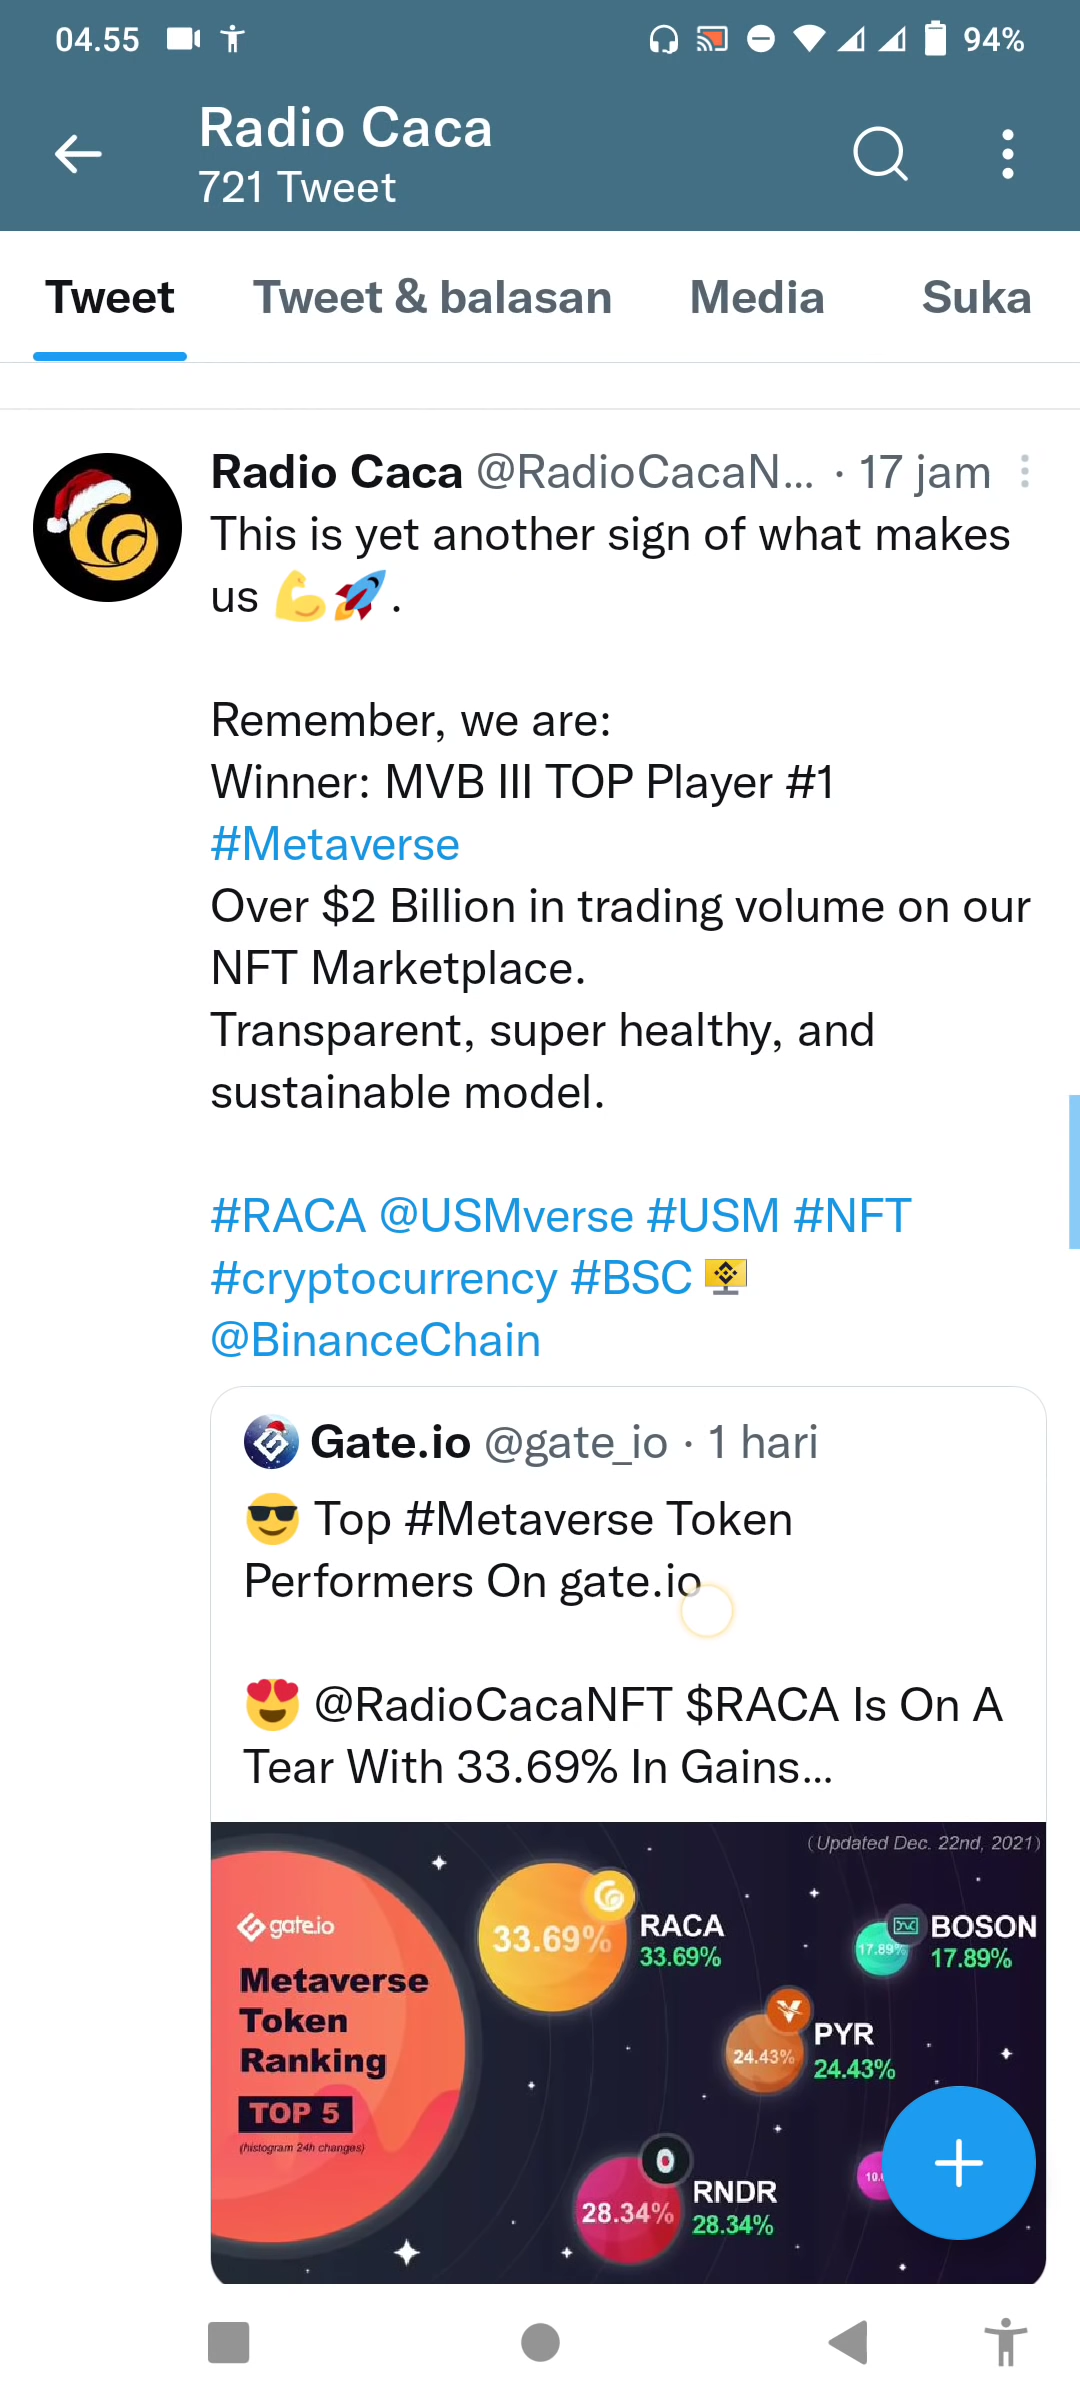 04.55
94%
Radio Caca
721 Tweet
Tweet Tweet & balasan Media Suka
Radio Caca @RadioCacaN... · 17 jam
This is yet another sign of what makes
us 💪🚀.
Remember, we are:
Winner: MVB III TOP Player #1
#Metaverse
Over $2 Billion in trading volume on our
NFT Marketplace.
Transparent, super healthy, and
sustainable model.
#RACA @USMverse #USM #NFT
#cryptocurrency #BSC
@BinanceChain
Gate.io @gate_io · 1 hari
😎 Top #Metaverse Token
Performers On gate.io
😍 @RadioCacaNFT $RACA Is On A
Tear With 33.69% In Gains...
(Updated Dec. 22nd, 2021)
gate.io
Metaverse
Token
Ranking
TOP 5
(histogram 24h changes)
33.69%
RACA
33.69%
17.89%
BOSON
17.89%
24.43%
PYR
24.43%
28.34%
RNDR
28.34%